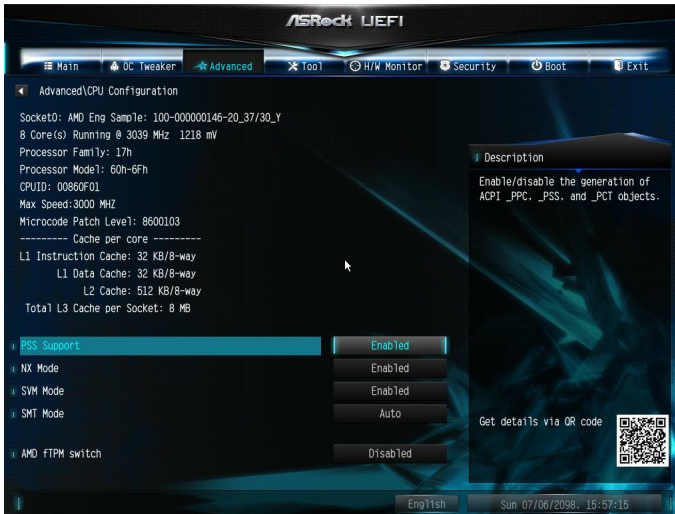 ASRock UEFI
Main OC Tweaker Advanced Tool H/W Monitor Security Boot Exit
Advanced\CPU Configuration
Socket0: AMD Eng Sample: 100-000000146-20_37/30_Y
8 Core(s) Running @ 3039 MHz 1218 mV
Processor Family: 17h
Processor Model: 60h-6Fh
CPUID: 00860F01
Max Speed:3000 MHZ
Microcode Patch Level: 8600103
--------- Cache per core ---------
L1 Instruction Cache: 32 KB/8-way
L1 Data Cache: 32 KB/8-way
L2 Cache: 512 KB/8-way
Total L3 Cache per Socket: 8 MB
PSS Support Enabled
NX Mode Enabled
SVM Mode Enabled
SMT Mode Auto
AMD fTPM switch Disabled
Description
Enable/disable the generation of
ACPI _PPC, _PSS, and _PCT objects.
Get details via QR code
English Sun 07/06/2098, 15:57:15